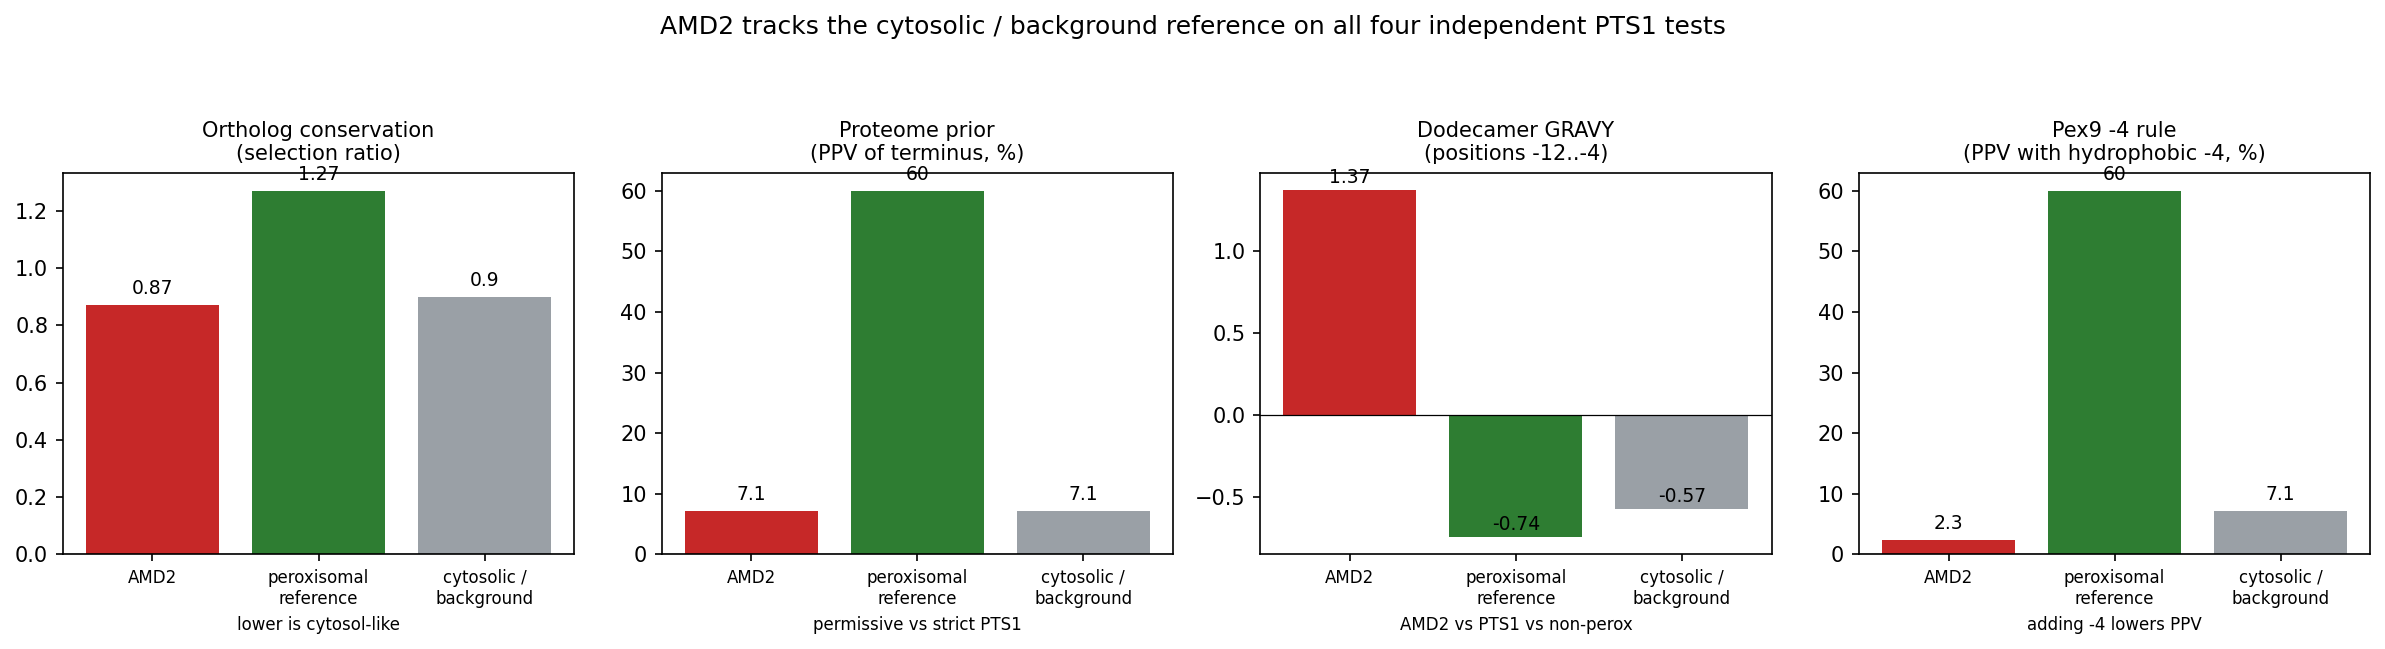 AMD2 tracks the cytosolic / background reference on all four independent PTS1 tests
Ortholog conservation
(selection ratio)
1.27
0.87
0.9
1.2
1.0
0.8
0.6
0.4
0.2
0.0
AMD2
peroxisomal
reference
cytosolic /
background
lower is cytosol-like
Proteome prior
(PPV of terminus, %)
60
7.1
7.1
60
50
40
30
20
10
0
AMD2
peroxisomal
reference
cytosolic /
background
permissive vs strict PTS1
Dodecamer GRAVY
(positions -12..-4)
1.37
-0.74
-0.57
1.0
0.5
0.0
−0.5
AMD2
peroxisomal
reference
cytosolic /
background
AMD2 vs PTS1 vs non-perox
Pex9 -4 rule
(PPV with hydrophobic -4, %)
60
2.3
7.1
60
50
40
30
20
10
0
AMD2
peroxisomal
reference
cytosolic /
background
adding -4 lowers PPV